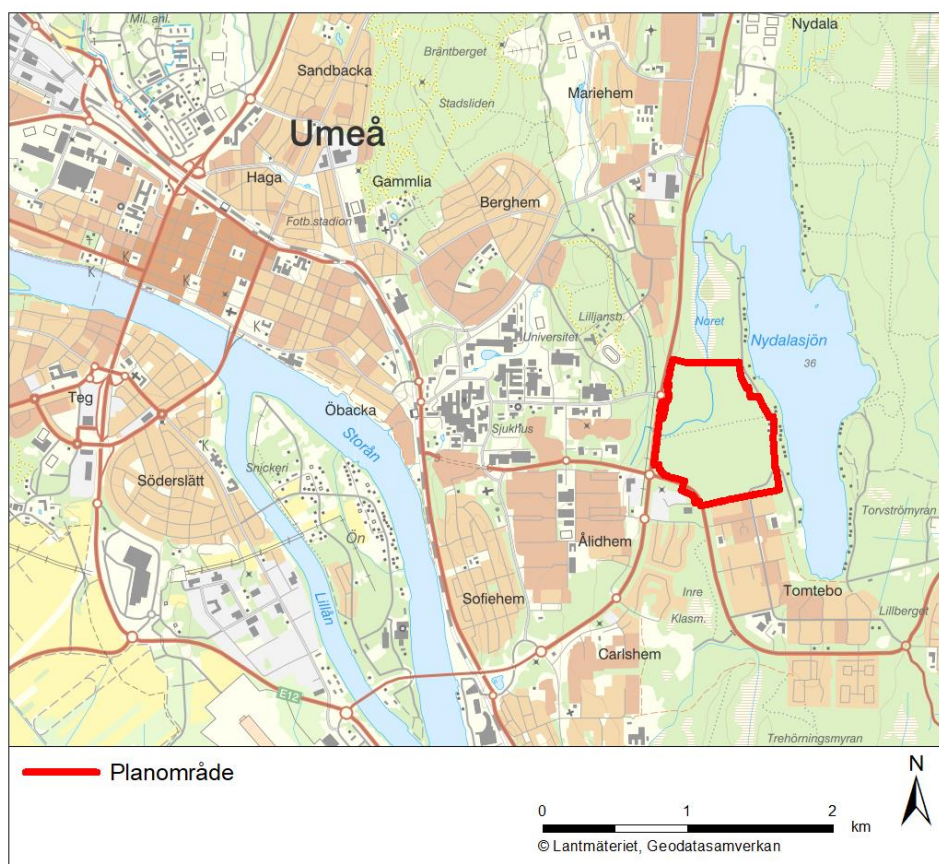 Mil. anl.
Nydala
Bräntberget
Sandbacka
Stadsliden
Mariehem
Umeå
Haga
Gammlia
Berghem
Fotb.stadion
R
K
K
K
K
Lilljansb.
Noret
Universitet
Nydalasjön
36
Teg
Öbacka
Storån
Sjukhus
K
Söderslätt
Snickeri
Ön
Torvströmyran
Ålidhem
Lillån
Sofiehem
Inre
Klasm.
Tomtebo
Lillberget
Carlshem
E12
Trehörningsmyran
Planområde
N
0 1 2
km
© Lantmäteriet, Geodatasamverkan